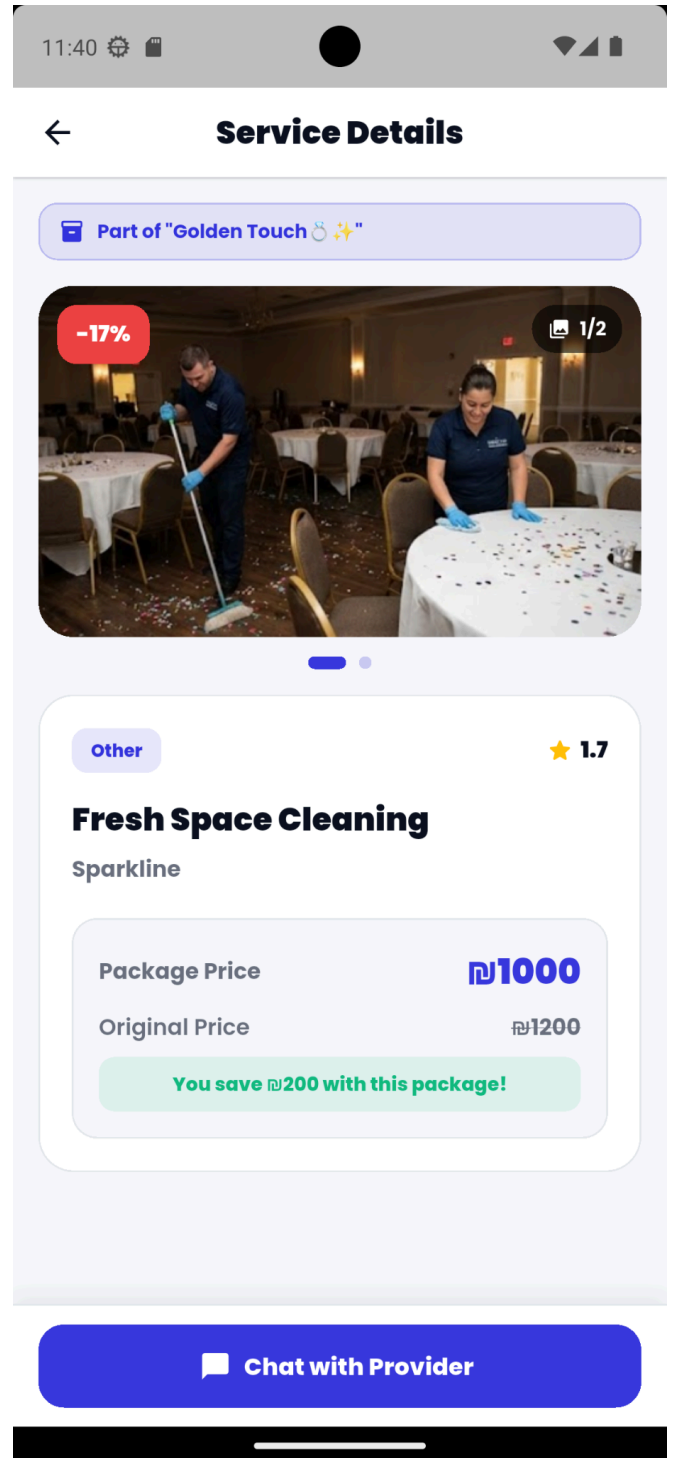 11:40
Service Details
Part of "Golden Touch💍✨"
-17%
1/2
Other
1.7
Fresh Space Cleaning
Sparkline
Package Price
₪1000
Original Price
₪1200
You save ₪200 with this package!
Chat with Provider